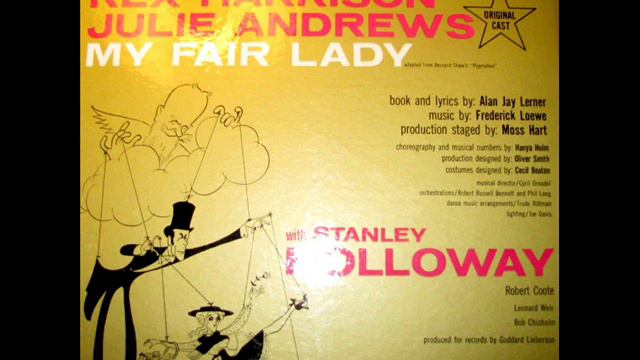 REX HARRISON
JULIE ANDREWS
MY FAIR LADY
adapted from Bernard Shaw's "Pygmalion"
ORIGINAL
CAST
book and lyrics by: Alan Jay Lerner
music by: Frederick Loewe
production staged by: Moss Hart
choreography and musical numbers by: Hanya Holm
production designed by: Oliver Smith
costumes designed by: Cecil Beaton
musical director/Cyril Ornadel
orchestrations/Robert Russell Bennett and Phil Lang
dance music arrangements/Trude Rittman
lighting/Joe Davis
with STANLEY
HOLLOWAY
Robert Coote
Leonard Weir
Bob Chisholm
produced for records by Goddard Lieberson